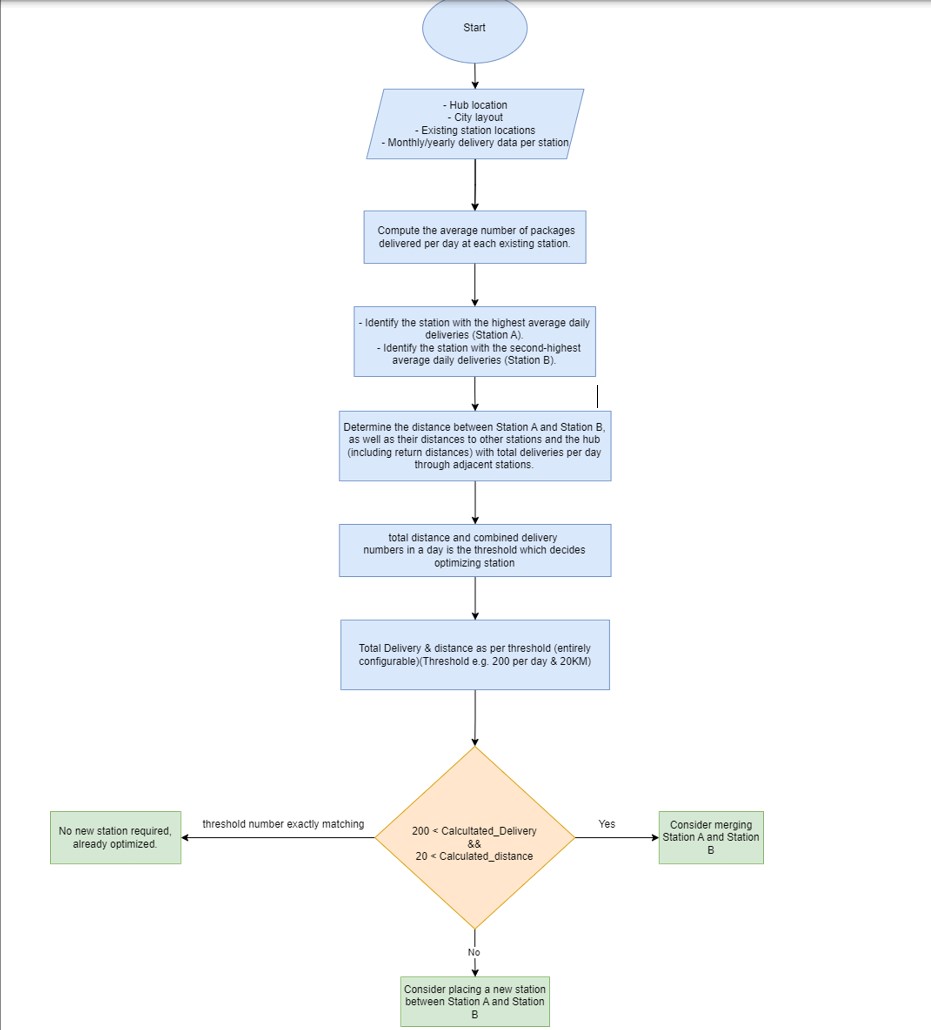 Start
- Hub location
- City layout
- Existing station locations
- Monthly/yearly delivery data per station
Compute the average number of packages
delivered per day at each existing station.
- Identify the station with the highest average daily
deliveries (Station A).
- Identify the station with the second-highest
average daily deliveries (Station B).
Determine the distance between Station A and Station B,
as well as their distances to other stations and the hub
(including return distances) with total deliveries per day
through adjacent stations.
total distance and combined delivery
numbers in a day is the threshold which decides
optimizing station
Total Delivery & distance as per threshold (entirely
configurable)(Threshold e.g. 200 per day & 20KM)
200 < Calcultated_Delivery
&&
20 < Calculated_distance
threshold number exactly matching
No new station required,
already optimized.
Yes
Consider merging
Station A and Station
B
No
Consider placing a new station
between Station A and Station
B